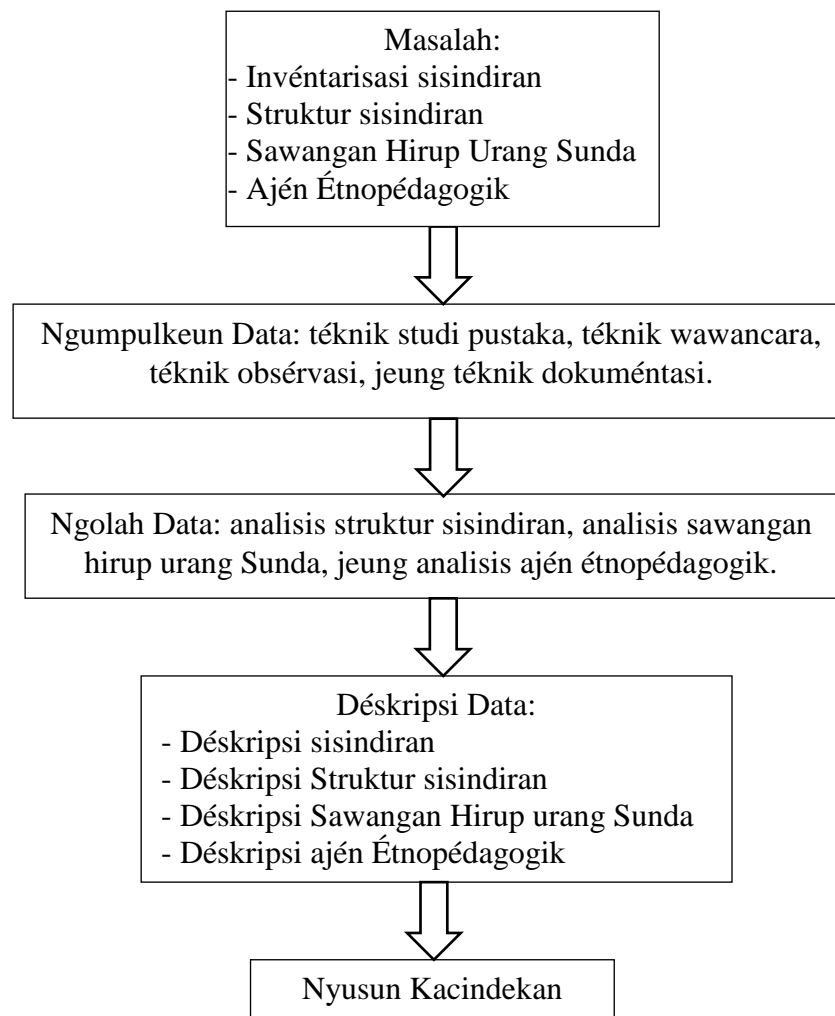 Masalah:
- Invéntarisasi sisindiran
- Struktur sisindiran
- Sawangan Hirup Urang Sunda
- Ajén Étnopédagogik
Ngumpulkeun Data: téknik studi pustaka, téknik wawancara,
téknik obsérvasi, jeung téknik dokuméntasi.
Ngolah Data: analisis struktur sisindiran, analisis sawangan
hirup urang Sunda, jeung analisis ajén étnopédagogik.
Déskripsi Data:
- Déskripsi sisindiran
- Déskripsi Struktur sisindiran
- Déskripsi Sawangan Hirup urang Sunda
- Déskripsi ajén Étnopédagogik
Nyusun Kacindekan